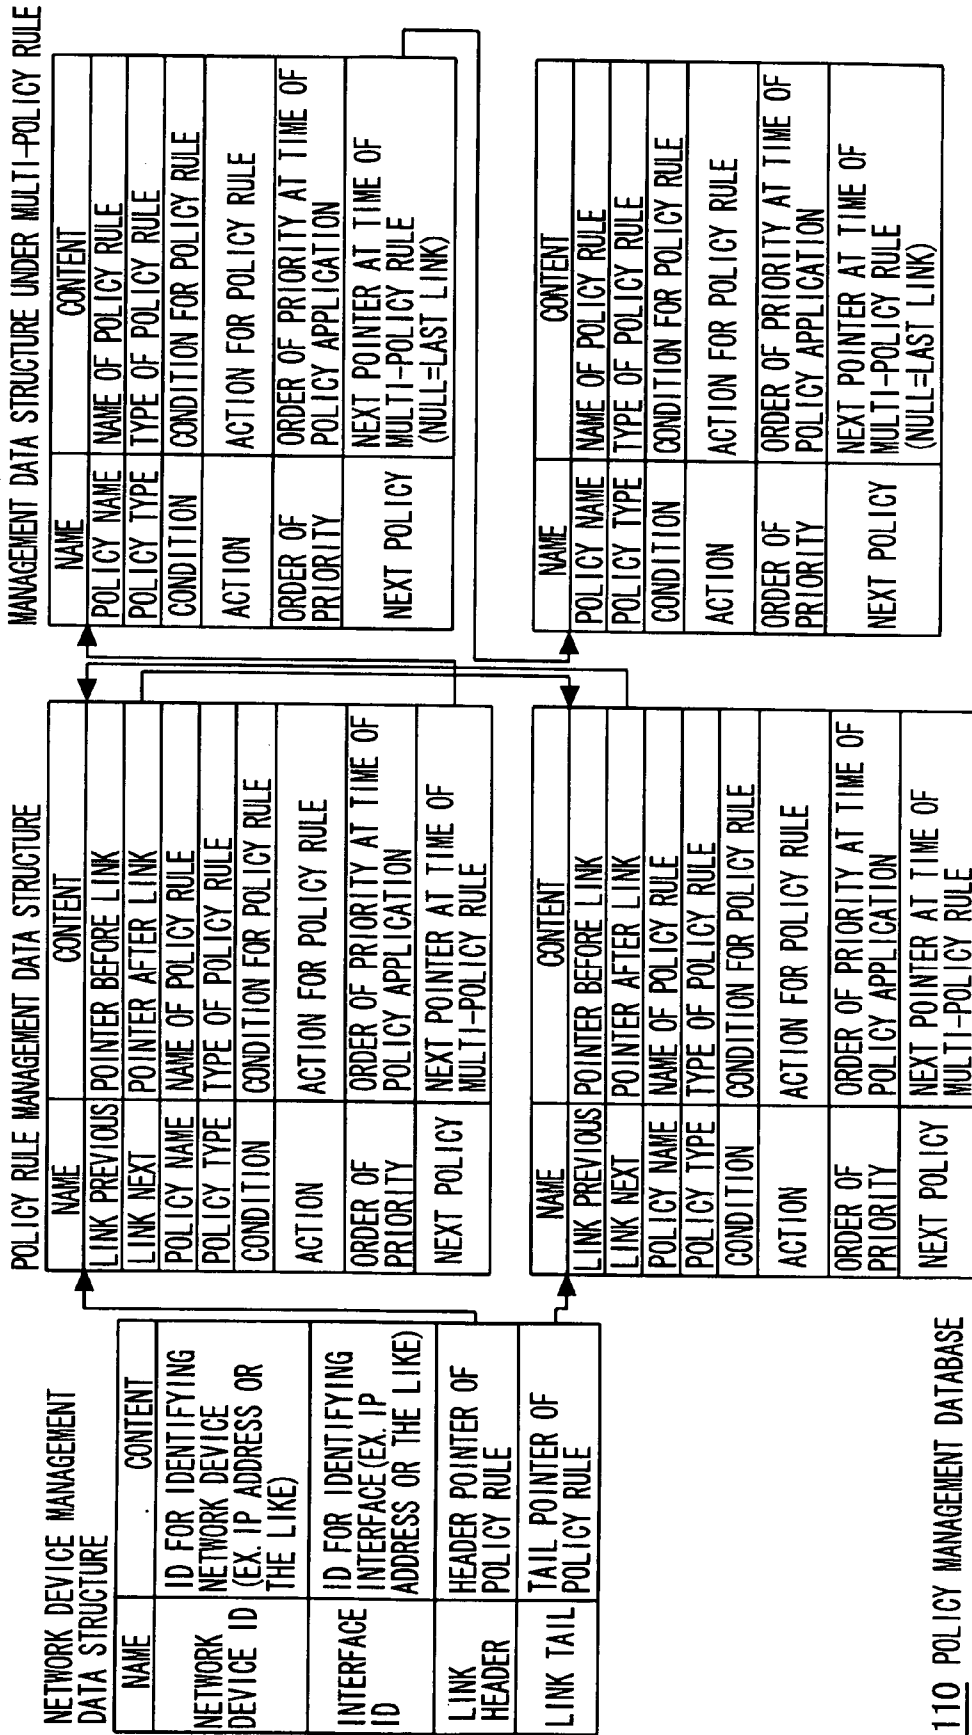 NETWORK DEVICE MANAGEMENT
DATA STRUCTURE
NAME
CONTENT
NETWORK
DEVICE ID
ID FOR IDENTIFYING
NETWORK DEVICE
(EX. IP ADDRESS OR
THE LIKE)
INTERFACE
ID
ID FOR IDENTIFYING
INTERFACE(EX. IP
ADDRESS OR THE LIKE)
LINK
HEADER
HEADER POINTER OF
POLICY RULE
LINK TAIL
TAIL POINTER OF
POLICY RULE
110 POLICY MANAGEMENT DATABASE
POLICY RULE MANAGEMENT DATA STRUCTURE
NAME
CONTENT
LINK PREVIOUS
POINTER BEFORE LINK
LINK NEXT
POINTER AFTER LINK
POLICY NAME
NAME OF POLICY RULE
POLICY TYPE
TYPE OF POLICY RULE
CONDITION
CONDITION FOR POLICY RULE
ACTION
ACTION FOR POLICY RULE
ORDER OF
PRIORITY
ORDER OF PRIORITY AT TIME OF
POLICY APPLICATION
NEXT POLICY
NEXT POINTER AT TIME OF
MULTI-POLICY RULE
NAME
CONTENT
LINK PREVIOUS
POINTER BEFORE LINK
LINK NEXT
POINTER AFTER LINK
POLICY NAME
NAME OF POLICY RULE
POLICY TYPE
TYPE OF POLICY RULE
CONDITION
CONDITION FOR POLICY RULE
ACTION
ACTION FOR POLICY RULE
ORDER OF
PRIORITY
ORDER OF PRIORITY AT TIME OF
POLICY APPLICATION
NEXT POLICY
NEXT POINTER AT TIME OF
MULTI-POLICY RULE
MANAGEMENT DATA STRUCTURE UNDER MULTI-POLICY RULE
NAME
CONTENT
POLICY NAME
NAME OF POLICY RULE
POLICY TYPE
TYPE OF POLICY RULE
CONDITION
CONDITION FOR POLICY RULE
ACTION
ACTION FOR POLICY RULE
ORDER OF
PRIORITY
ORDER OF PRIORITY AT TIME OF
POLICY APPLICATION
NEXT POLICY
NEXT POINTER AT TIME OF
MULTI-POLICY RULE
(NULL=LAST LINK)
NAME
CONTENT
POLICY NAME
NAME OF POLICY RULE
POLICY TYPE
TYPE OF POLICY RULE
CONDITION
CONDITION FOR POLICY RULE
ACTION
ACTION FOR POLICY RULE
ORDER OF
PRIORITY
ORDER OF PRIORITY AT TIME OF
POLICY APPLICATION
NEXT POLICY
NEXT POINTER AT TIME OF
MULTI-POLICY RULE
(NULL=LAST LINK)